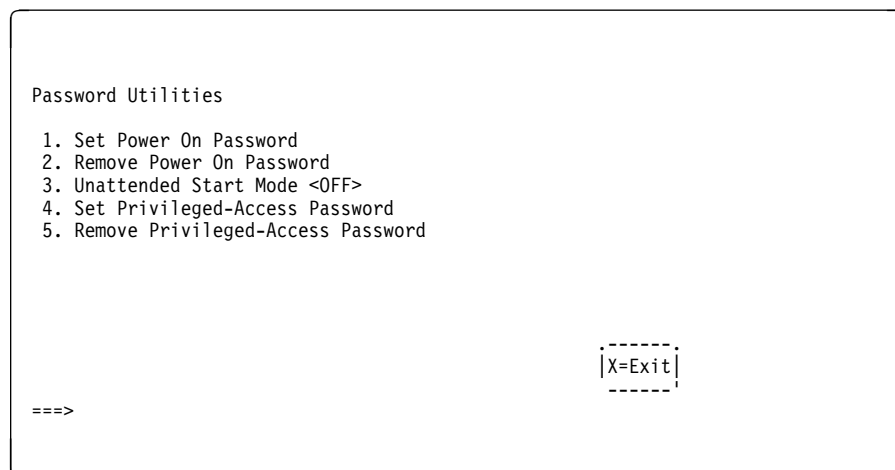 Password Utilities
1. Set Power On Password
2. Remove Power On Password
3. Unattended Start Mode <OFF>
4. Set Privileged-Access Password
5. Remove Privileged-Access Password
X=Exit
===>